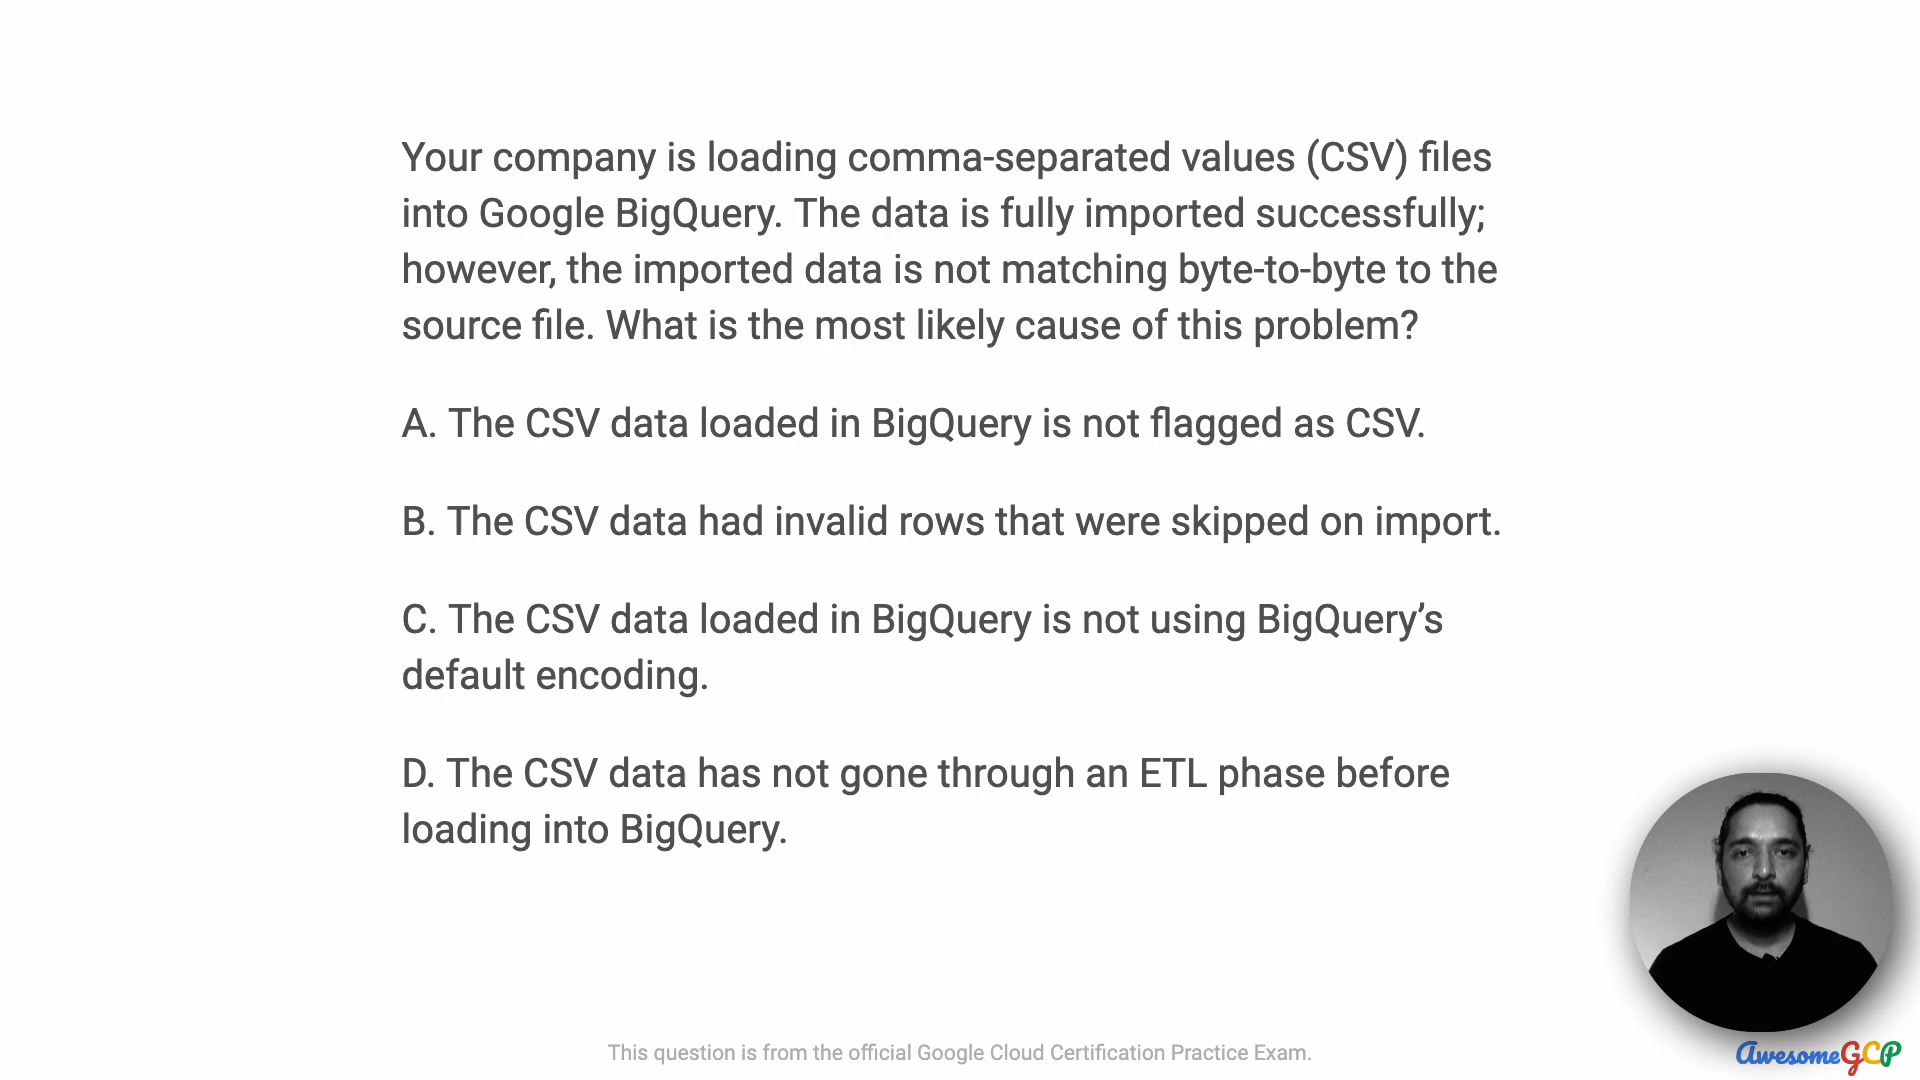 Your company is loading comma-separated values (CSV) files
into Google BigQuery. The data is fully imported successfully;
however, the imported data is not matching byte-to-byte to the
source file. What is the most likely cause of this problem?
A. The CSV data loaded in BigQuery is not flagged as CSV.
B. The CSV data had invalid rows that were skipped on import.
C. The CSV data loaded in BigQuery is not using BigQuery’s
default encoding.
D. The CSV data has not gone through an ETL phase before
loading into BigQuery.
This question is from the official Google Cloud Certification Practice Exam.
AwesomeGCP